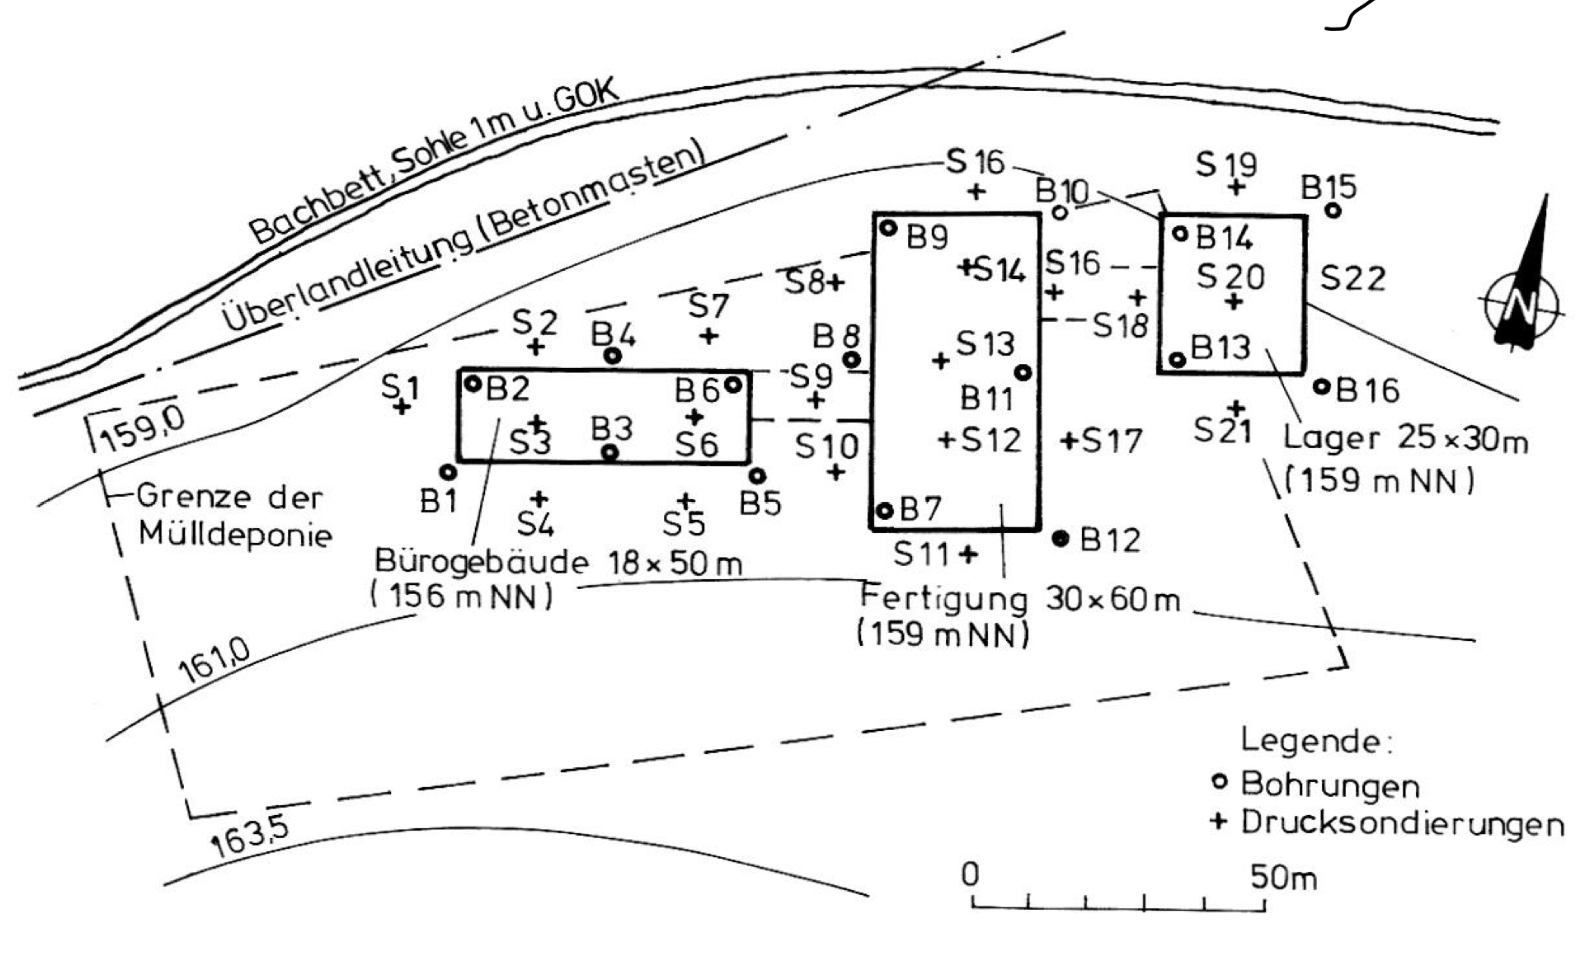 Bachbett, Sohle 1m u. GOK
Überlandleitung (Betonmasten)
S 16
S 19
B10
B15
B9
B14
S14
S16
S 20
S22
S8
S7
S 2
B4
B 8
S 13
S18
B13
S1
B2
B6
S9
B11
B16
159,0
S3
B3
S6
S10
S12
S17
S21
Lager 25×30m
(159 m NN)
Grenze der
Mülldeponie
B1
S4
S5
B5
B7
S11
B12
Bürogebäude 18×50m
(156 m NN)
Fertigung 30×60m
(159 m NN)
161,0
163,5
Legende:
Bohrungen
Drucksondierungen
0
50m
N